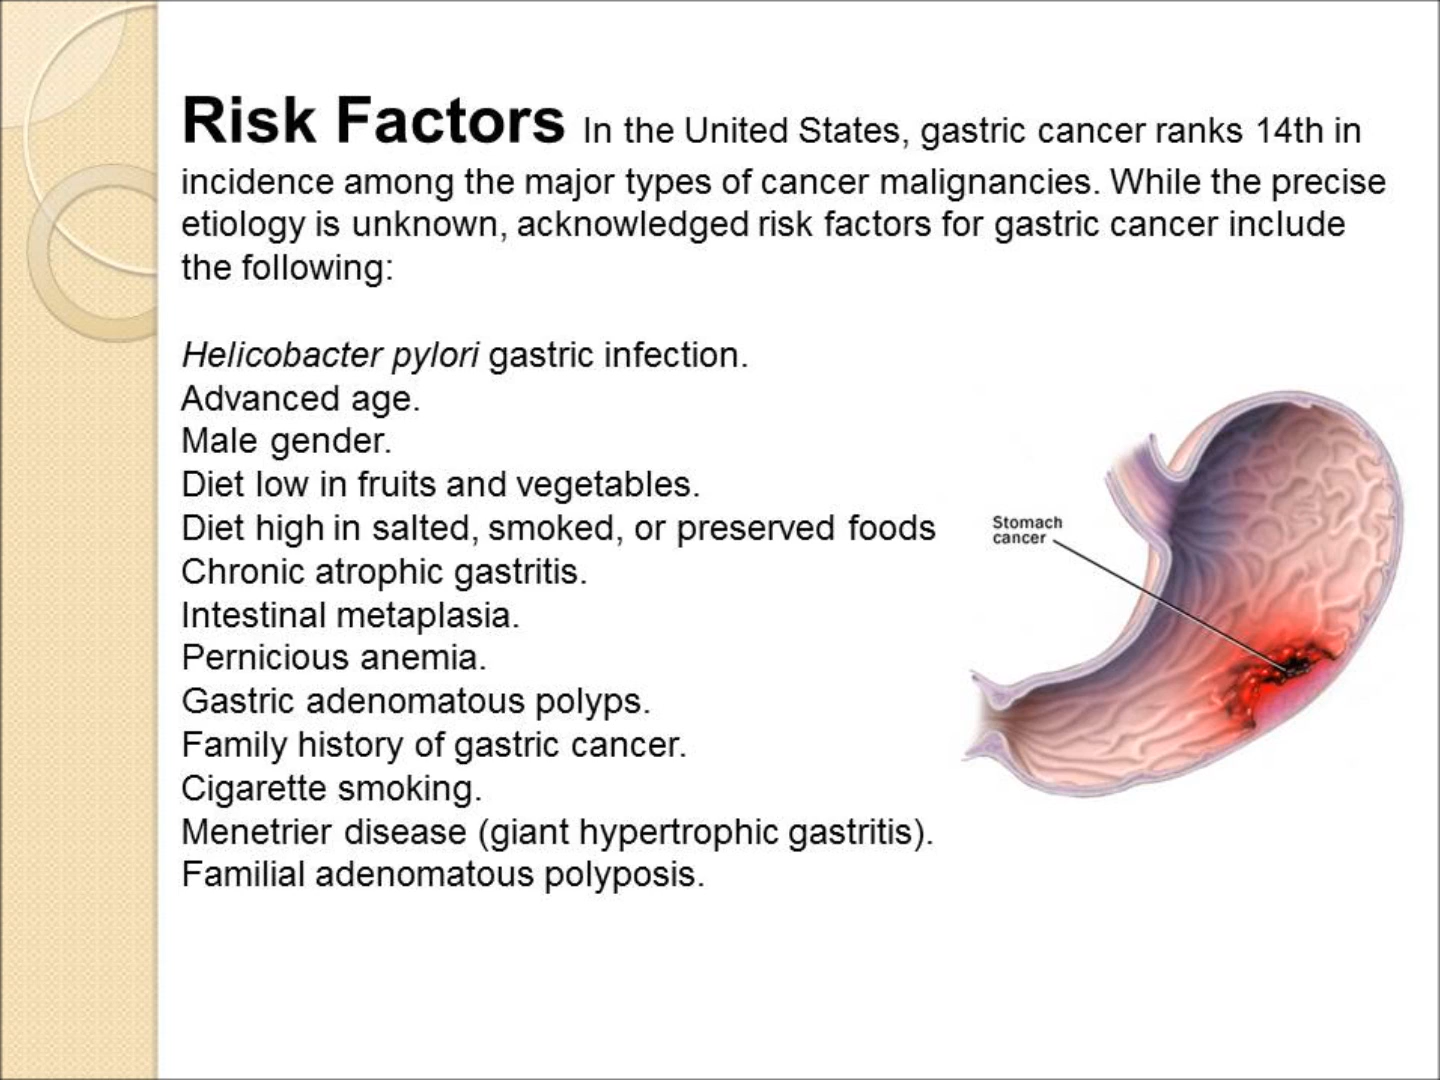 Risk Factors In the United States, gastric cancer ranks 14th in
incidence among the major types of cancer malignancies. While the precise
etiology is unknown, acknowledged risk factors for gastric cancer include
the following:
Helicobacter pylori gastric infection.
Advanced age.
Male gender.
Diet low in fruits and vegetables.
Diet high in salted, smoked, or preserved foods
Chronic atrophic gastritis.
Intestinal metaplasia.
Pernicious anemia.
Gastric adenomatous polyps.
Family history of gastric cancer.
Cigarette smoking.
Menetrier disease (giant hypertrophic gastritis).
Familial adenomatous polyposis.
Stomach
cancer